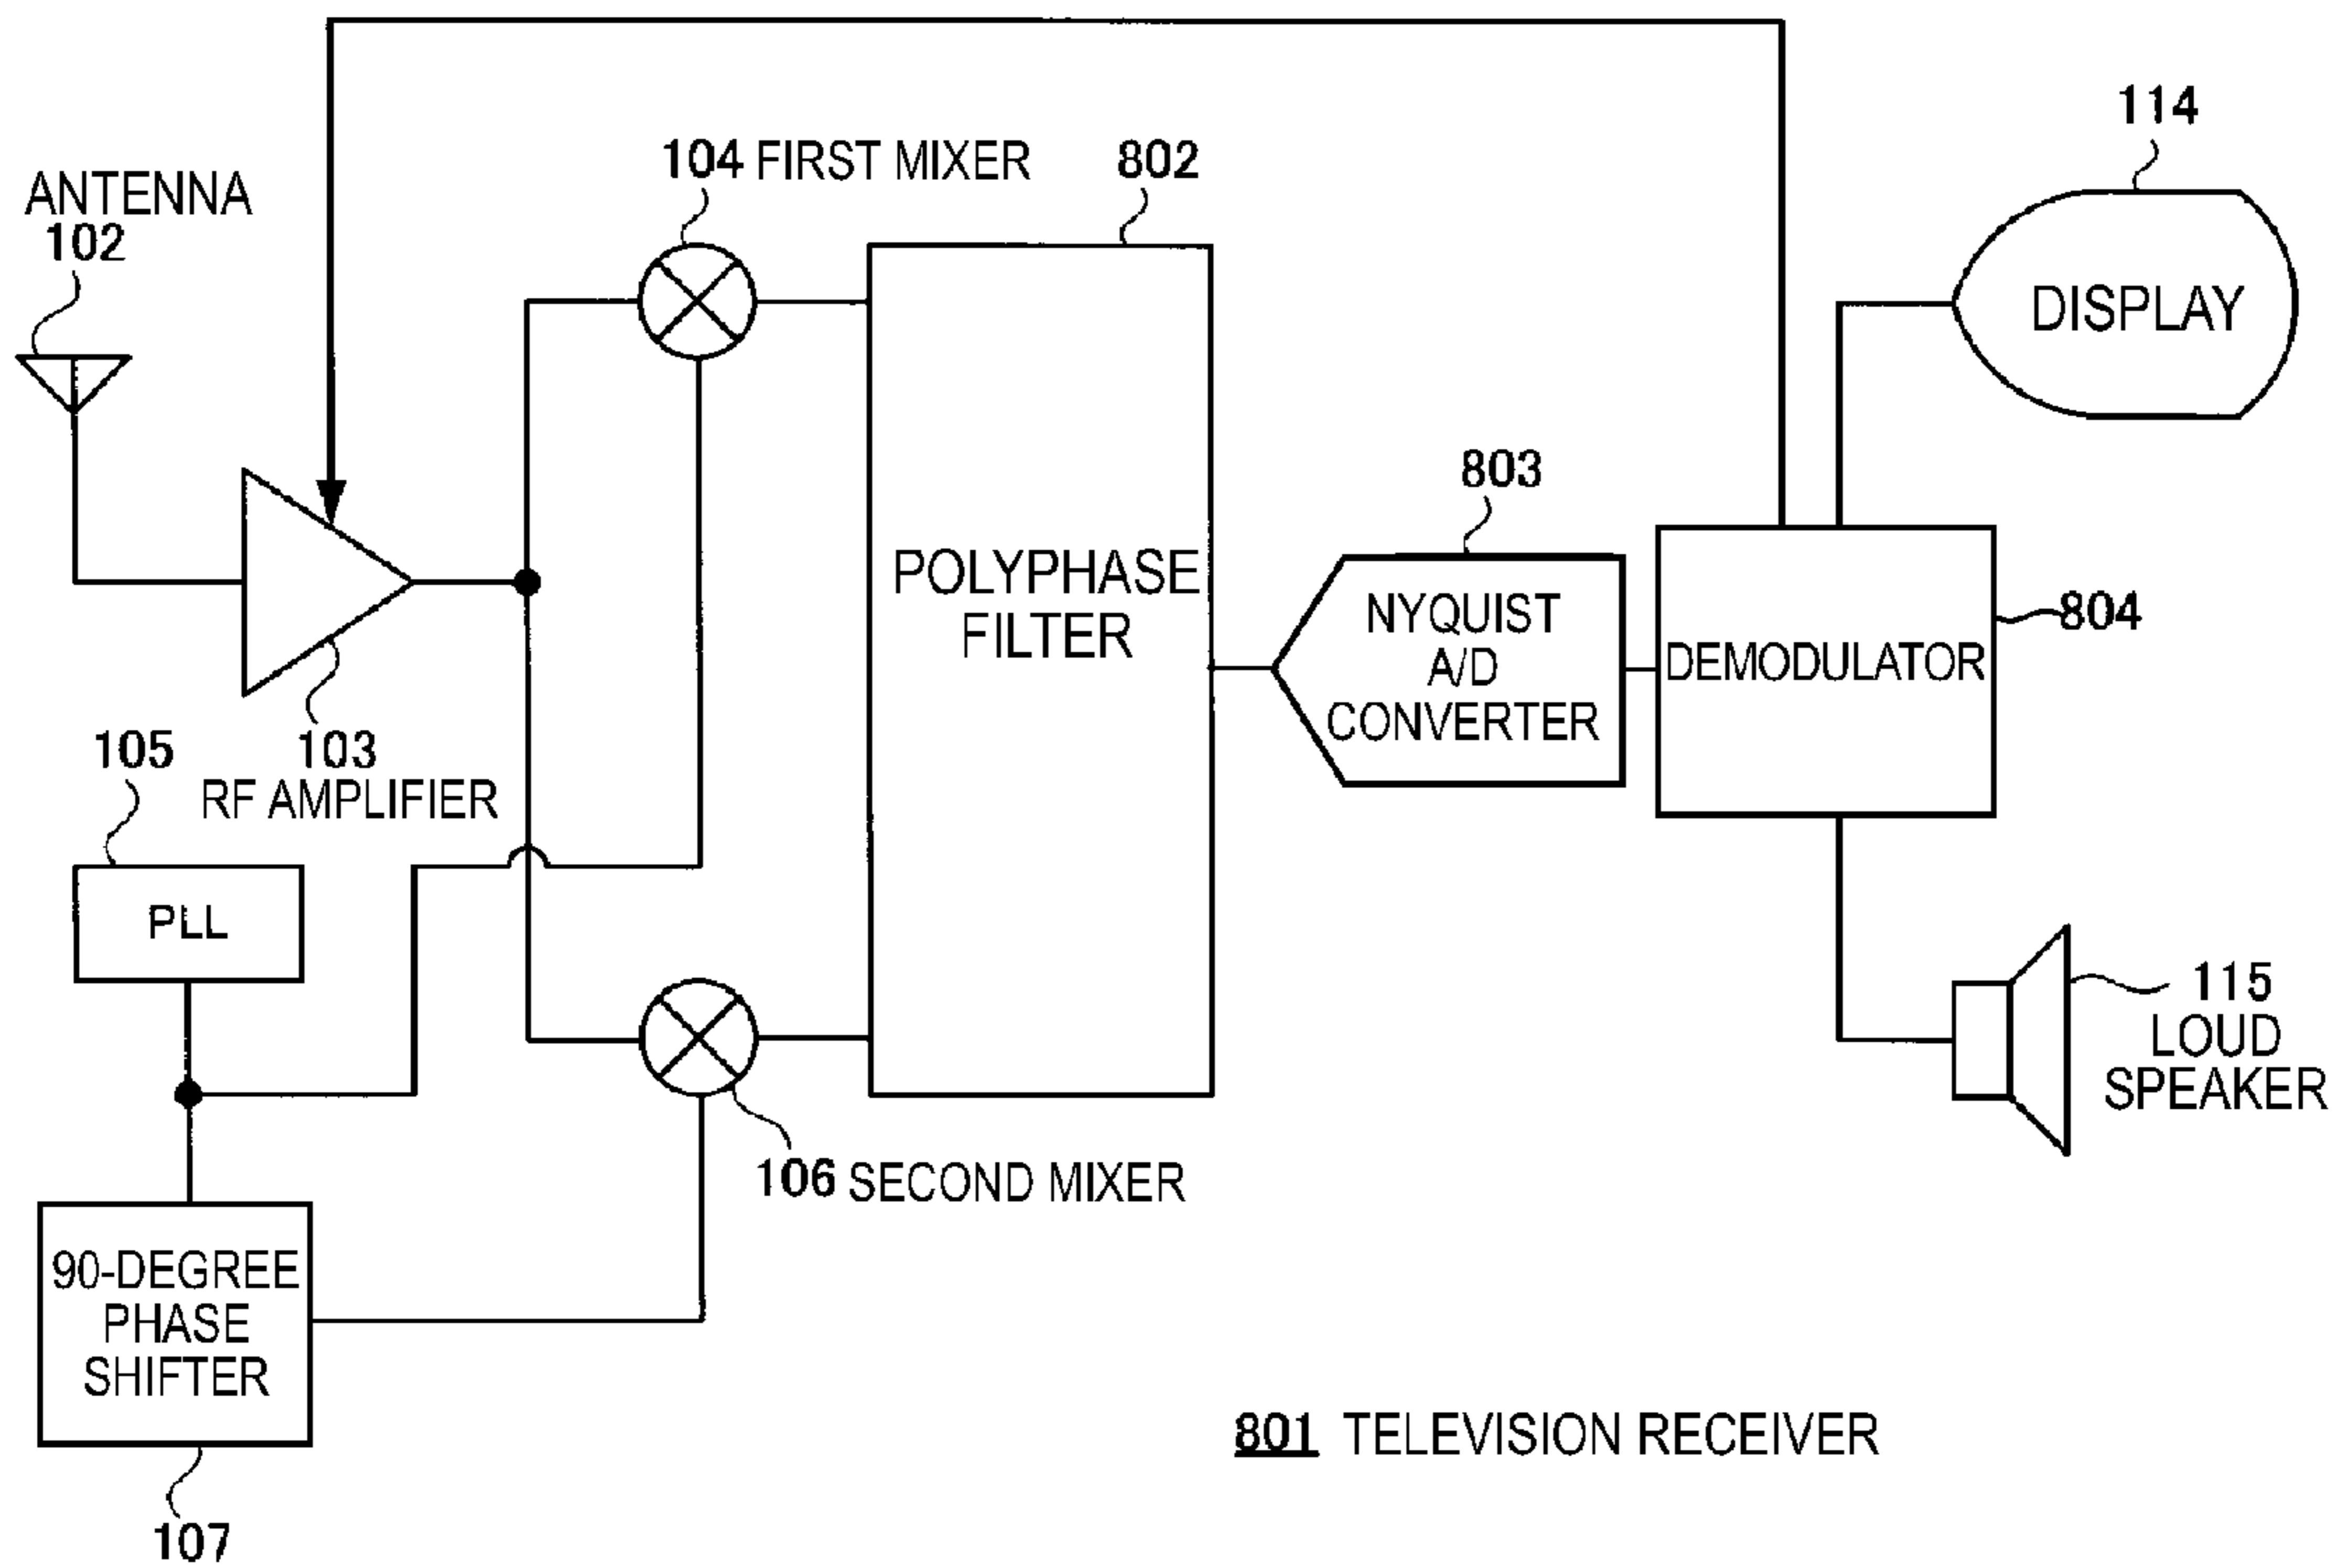 114
104 FIRST MIXER
802
ANTENNA
102
DISPLAY
803
POLYPHASE
FILTER
NYQUIST
A/D
CONVERTER
DEMODULATOR
804
105
103
RF AMPLIFIER
PLL
115
LOUD
SPEAKER
106 SECOND MIXER
90-DEGREE
PHASE
SHIFTER
107
801 TELEVISION RECEIVER